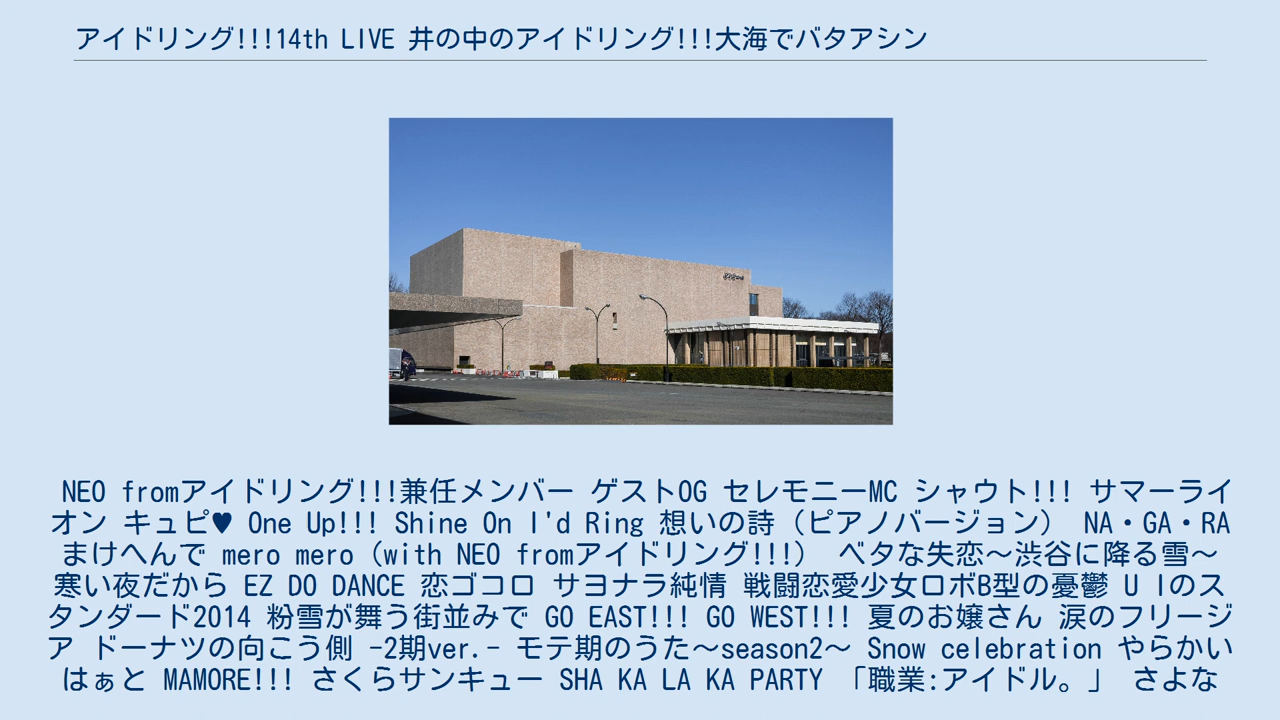 アイドリング!!!14th LIVE 井の中のアイドリング!!!大海でバタアシン
NEO fromアイドリング!!!兼任メンバー ゲストOG セレモニーMC シャウト!!! サマーライ
オン キュピ♥ One Up!!! Shine On I'd Ring 想いの詩（ピアノバージョン） NA・GA・RA
まけへんで mero mero（with NEO fromアイドリング!!!） ベタな失恋〜渋谷に降る雪〜
寒い夜だから EZ DO DANCE 恋ゴコロ サヨナラ純情 戦闘恋愛少女ロボB型の憂鬱 U Iのス
タンダード2014 粉雪が舞う街並みで GO EAST!!! GO WEST!!! 夏のお嬢さん 涙のフリージ
ア ドーナツの向こう側 -2期ver.- モテ期のうた〜season2〜 Snow celebration やらかい
はぁと MAMORE!!! さくらサンキュー SHA KA LA KA PARTY 「職業:アイドル。」 さよな